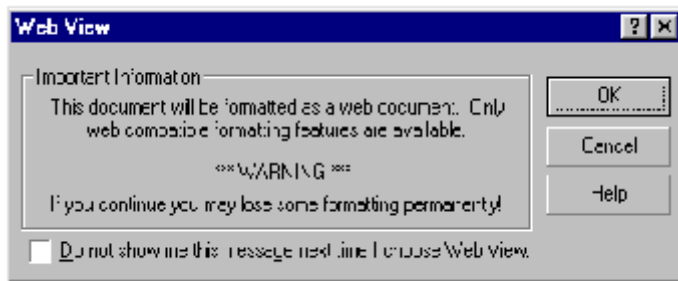 Web View
Important Information
This document will be formatted as a web document. Only
web compatible formatting features are available.
*** WARNING ***
If you continue you may lose some formatting permanently!
OK
Cancel
Help
Do not show me this message next time I choose Web View.